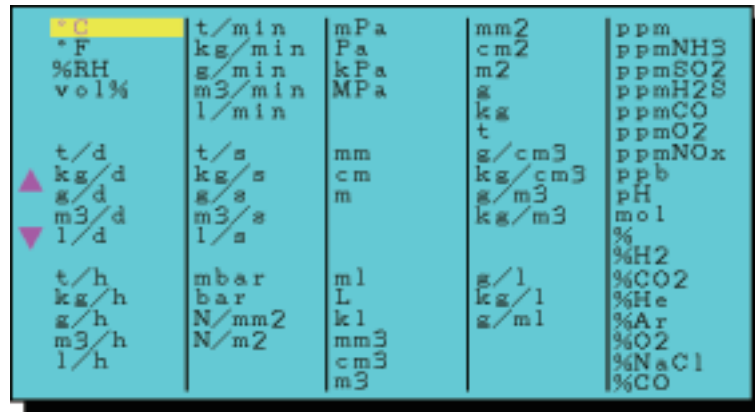 °C
°F
%RH
vol%
t/d
kg/d
g/d
m3/d
l/d
t/h
kg/h
g/h
m3/h
l/h
t/min
kg/min
g/min
m3/min
l/min
t/s
kg/s
g/s
m3/s
l/s
mbar
bar
N/mm2
N/m2
mPa
Pa
kPa
MPa
mm
cm
m
ml
L
kl
mm3
cm3
m3
mm2
cm2
m2
g
kg
t
g/cm3
kg/cm3
g/m3
kg/m3
g/l
kg/l
g/ml
ppm
ppmNH3
ppmSO2
ppmH2S
ppmCO
ppmO2
ppmNOx
ppb
pH
mol
%
%H2
%CO2
%He
%Ar
%O2
%NaCl
%CO